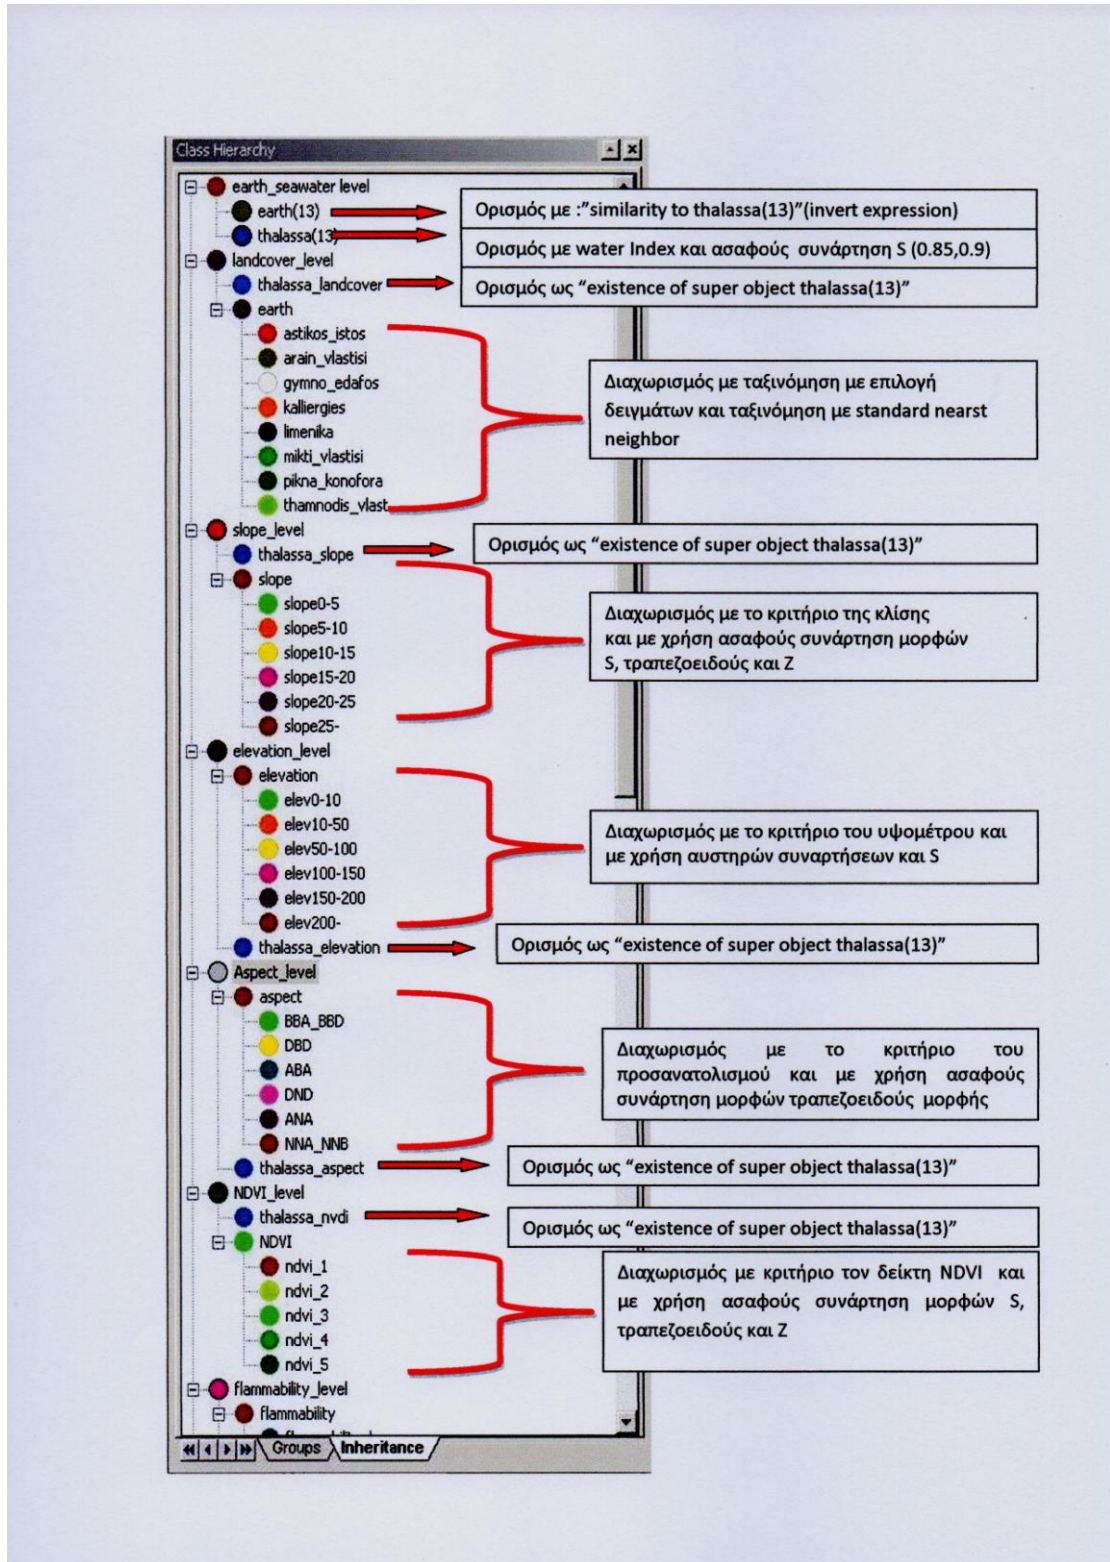 Class Hierarchy
earth_seawater level
earth(13)
Ορισμός με :”similarity to thalassa(13)”(invert expression)
thalassa(13)
Ορισμός με water Index και ασαφούς συνάρτηση S (0.85,0.9)
landcover_level
thalassa_landcover
Ορισμός ως “existence of super object thalassa(13)”
earth
astikos_istos
arain_vlastisi
gymno_edafos
kalliergies
limenika
mikti_vlastisi
pikna_konofora
thamnodis_vlast
Διαχωρισμός με ταξινόμηση με επιλογή
δειγμάτων και ταξινόμηση με standard nearst
neighbor
slope_level
thalassa_slope
Ορισμός ως “existence of super object thalassa(13)”
slope
slope0-5
slope5-10
slope10-15
slope15-20
slope20-25
slope25-
Διαχωρισμός με το κριτήριο της κλίσης
και με χρήση ασαφούς συνάρτηση μορφών
S, τραπεζοειδούς και Z
elevation_level
elevation
elev0-10
elev10-50
elev50-100
elev100-150
elev150-200
elev200-
Διαχωρισμός με το κριτήριο του υψομέτρου και
με χρήση αυστηρών συναρτήσεων και S
thalassa_elevation
Ορισμός ως “existence of super object thalassa(13)”
Aspect_level
aspect
BBA_BBD
DBD
ABA
DND
ANA
NNA_NNB
Διαχωρισμός με το κριτήριο του
προσανατολισμού και με χρήση ασαφούς
συνάρτηση μορφών τραπεζοειδούς μορφής
thalassa_aspect
Ορισμός ως “existence of super object thalassa(13)”
NDVI_level
thalassa_nvdi
Ορισμός ως “existence of super object thalassa(13)”
NDVI
ndvi_1
ndvi_2
ndvi_3
ndvi_4
ndvi_5
Διαχωρισμός με κριτήριο τον δείκτη NDVI και
με χρήση ασαφούς συνάρτηση μορφών S,
τραπεζοειδούς και Z
flammability_level
flammability
Groups
Inheritance